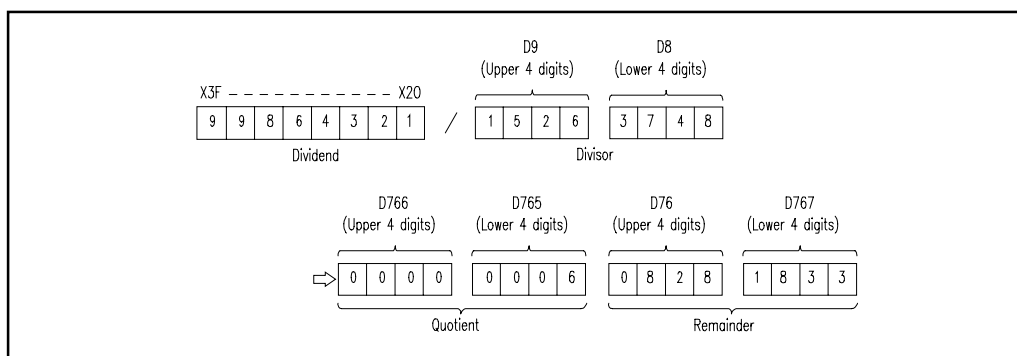 D9 D8
(Upper 4 digits) (Lower 4 digits)
X3F X20
9 9 8 6 4 3 2 1 / 1 5 2 6 3 7 4 8
Dividend Divisor
D766 D765 D76 D767
(Upper 4 digits) (Lower 4 digits) (Upper 4 digits) (Lower 4 digits)
0 0 0 0 0 0 0 6 0 8 2 8 1 8 3 3
Quotient Remainder